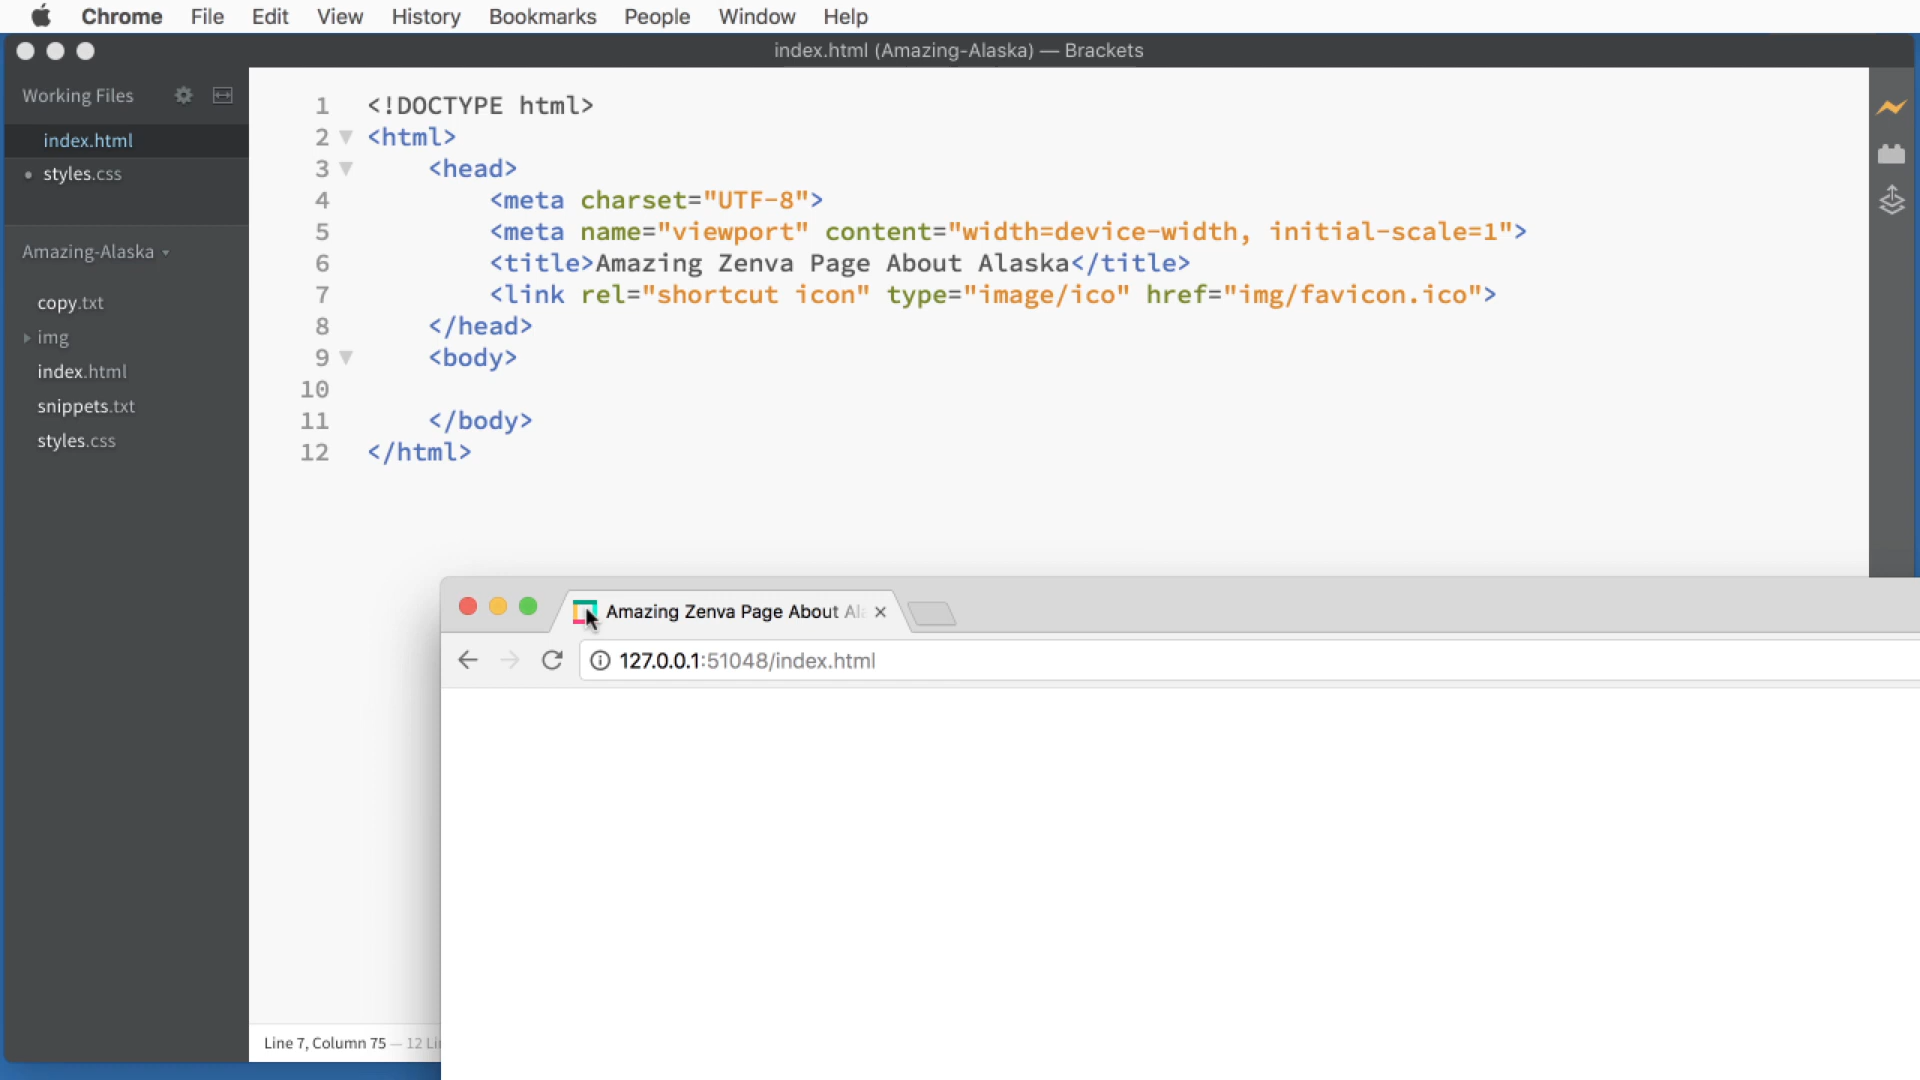 Chrome File Edit View History Bookmarks People Window Help
index.html (Amazing-Alaska) — Brackets
Working Files
index.html
styles.css
Amazing-Alaska
copy.txt
img
index.html
snippets.txt
styles.css
1 <!DOCTYPE html>
2 <html>
3 <head>
4 <meta charset="UTF-8">
5 <meta name="viewport" content="width=device-width, initial-scale=1">
6 <title>Amazing Zenva Page About Alaska</title>
7 <link rel="shortcut icon" type="image/ico" href="img/favicon.ico">
8 </head>
9 <body>
10
11 </body>
12 </html>
Amazing Zenva Page About
127.0.0.1:51048/index.html
Line 7, Column 75 — 12